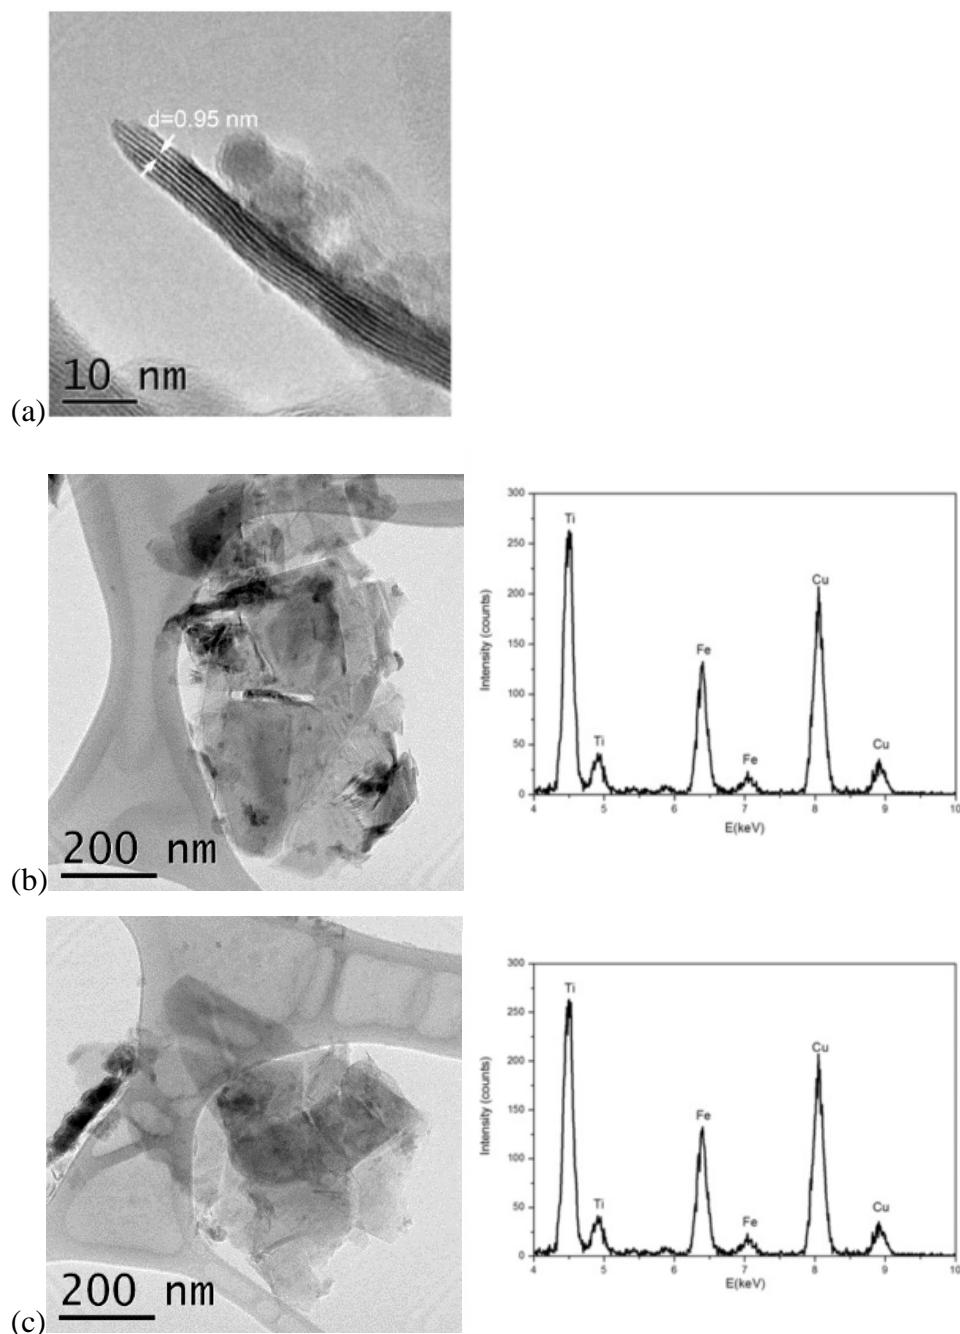 d=0.95 nm
10 nm
(a)
200 nm
(b)
300
250
200
150
100
50
0
Intensity (counts)
Ti
Ti
Fe
Fe
Cu
Cu
4 5 6 7 8 9 10
E(keV)
200 nm
(c)
300
250
200
150
100
50
0
Intensity (counts)
Ti
Ti
Fe
Fe
Cu
Cu
4 5 6 7 8 9 10
E(keV)